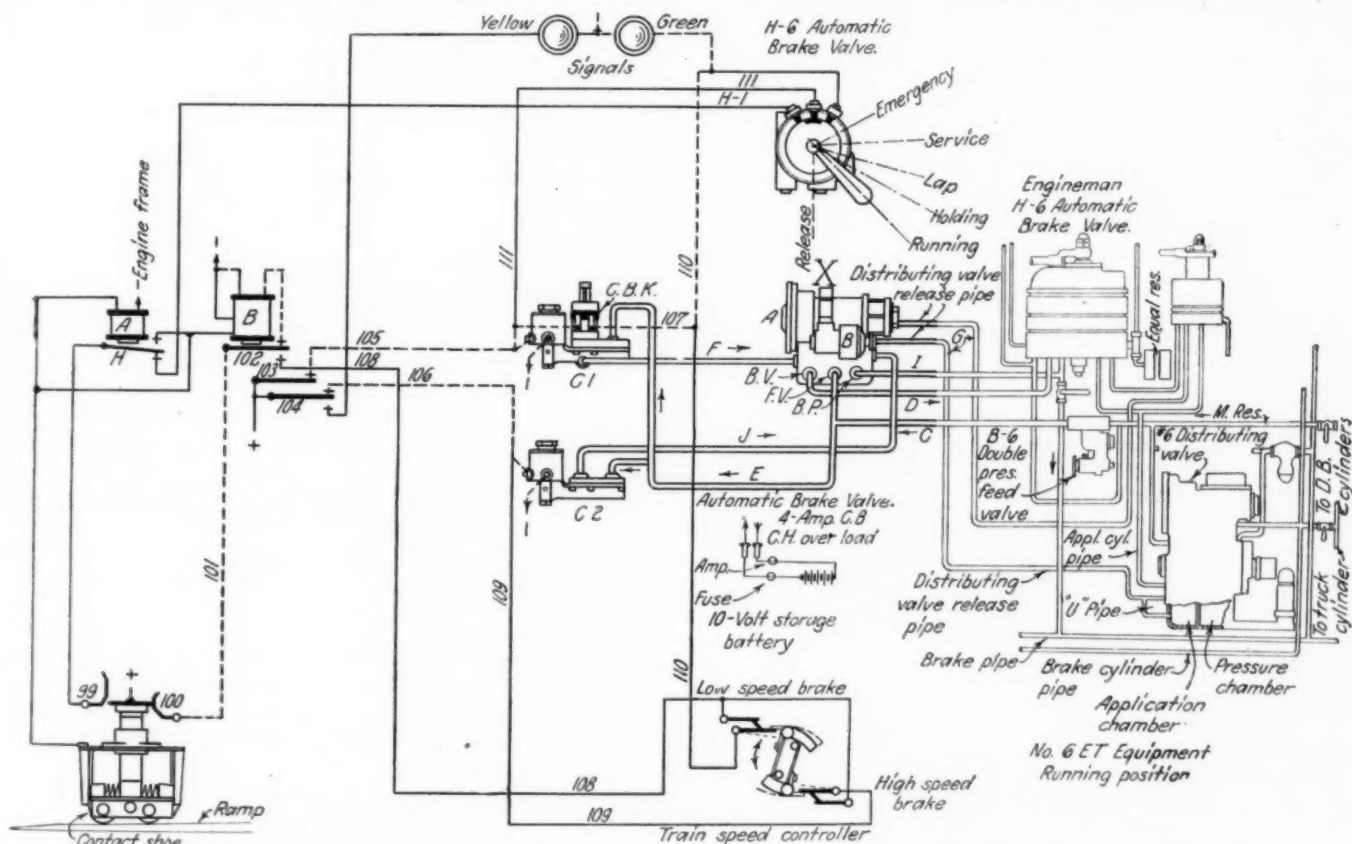 Yellow
Green
Signals
H-6 Automatic
Brake Valve.
111
H-1
Emergency
Service
Lap
Holding
Running
Release
Engine frame
A
H
B
102
103
104
105
108
106
107
111
110
C.B.K.
C1
C2
F
J
E
X
A
B
B.V.
F.V.
B.P.
Distributing valve
release pipe
G
I
D
C
Engineman
H-6 Automatic
Brake Valve.
Equal res.
M. Res.
#6 Distributing
valve
B-6
Double
pres.
feed
valve
To D.B.
cylinders
To truck
cylinder
Automatic Brake Valve.
4-Amp. C.B
C.H. over load
Amp.
Fuse
10-Volt storage
battery
Appl. cyl.
pipe
Distributing
valve release
pipe
"U" Pipe
Brake pipe
Brake cylinder
pipe
Pressure
chamber
Application
chamber
No. 6 ET Equipment
Running position
101
109
110
99
100
Ramp
Contact shoe
Low speed brake
108
109
High speed
brake
Train speed controller